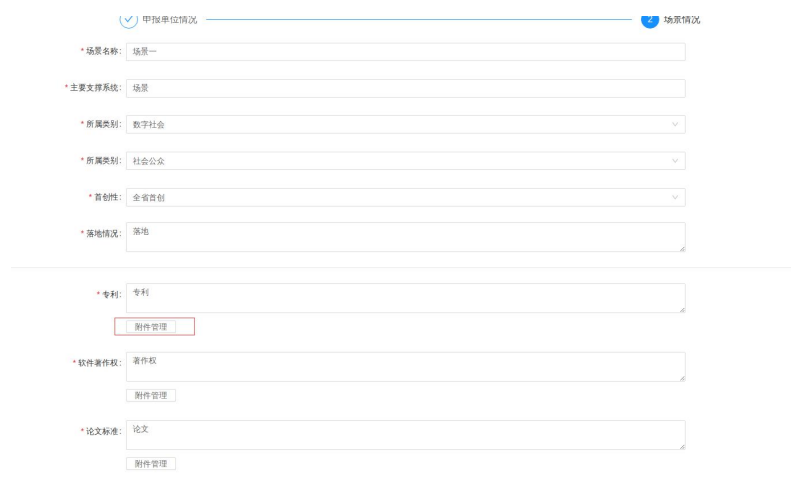 申报单位情况 2 场景情况
* 场景名称: 场景一
* 主要支撑系统: 场景
* 所属类别: 数字社会
* 所属类别: 社会公众
* 首创性: 全省首创
* 落地情况: 落地
* 专利: 专利
附件管理
* 软件著作权: 著作权
附件管理
* 论文标准: 论文
附件管理